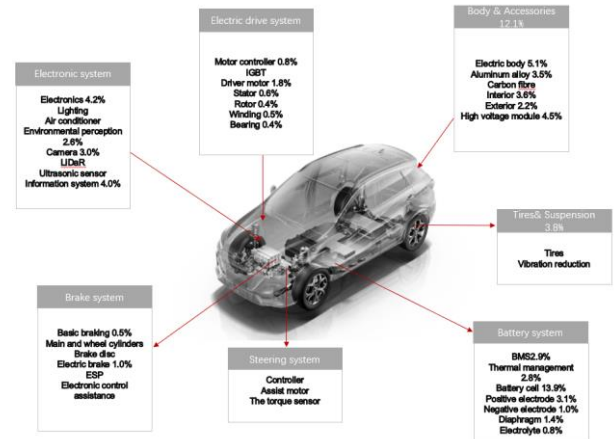 Electric drive system
Motor controller 0.8%
IGBT
Driver motor 1.8%
Stator 0.6%
Rotor 0.4%
Winding 0.5%
Bearing 0.4%
Body & Accessories
12.1%
Electric body 5.1%
Aluminum alloy 3.5%
Carbon fibre
Interior 3.6%
Exterior 2.2%
High voltage module 4.5%
Electronic system
Electronics 4.2%
Lighting
Air conditioner
Environmental perception
2.6%
Camera 3.0%
LIDaR
Ultrasonic sensor
Information system 4.0%
Tires& Suspension
3.8%
Tires
Vibration reduction
Brake system
Basic braking 0.5%
Main and wheel cylinders
Brake disc
Electric brake 1.0%
ESP
Electronic control
assistance
Steering system
Controller
Assist motor
The torque sensor
Battery system
BMS2.9%
Thermal management
2.8%
Battery cell 13.9%
Positive electrode 3.1%
Negative electrode 1.0%
Diaphragm 1.4%
Electrolyte 0.8%